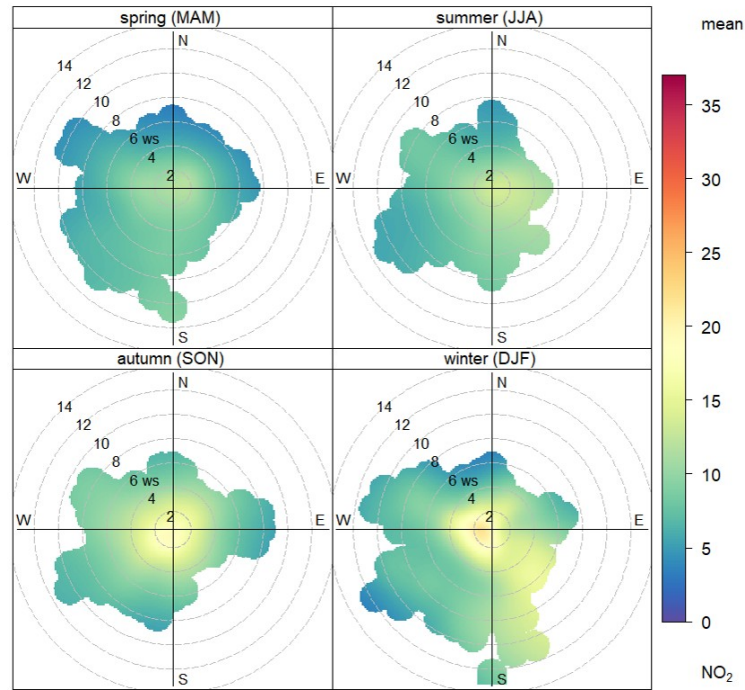 spring (MAM)
N
14
12
10
8
6 ws
4
2
W
E
S
summer (JJA)
N
14
12
10
8
6 ws
4
2
W
E
S
autumn (SON)
N
14
12
10
8
6 ws
4
2
W
E
S
winter (DJF)
N
14
12
10
8
6 ws
4
2
W
E
S
mean
35
30
25
20
15
10
5
0
NO₂